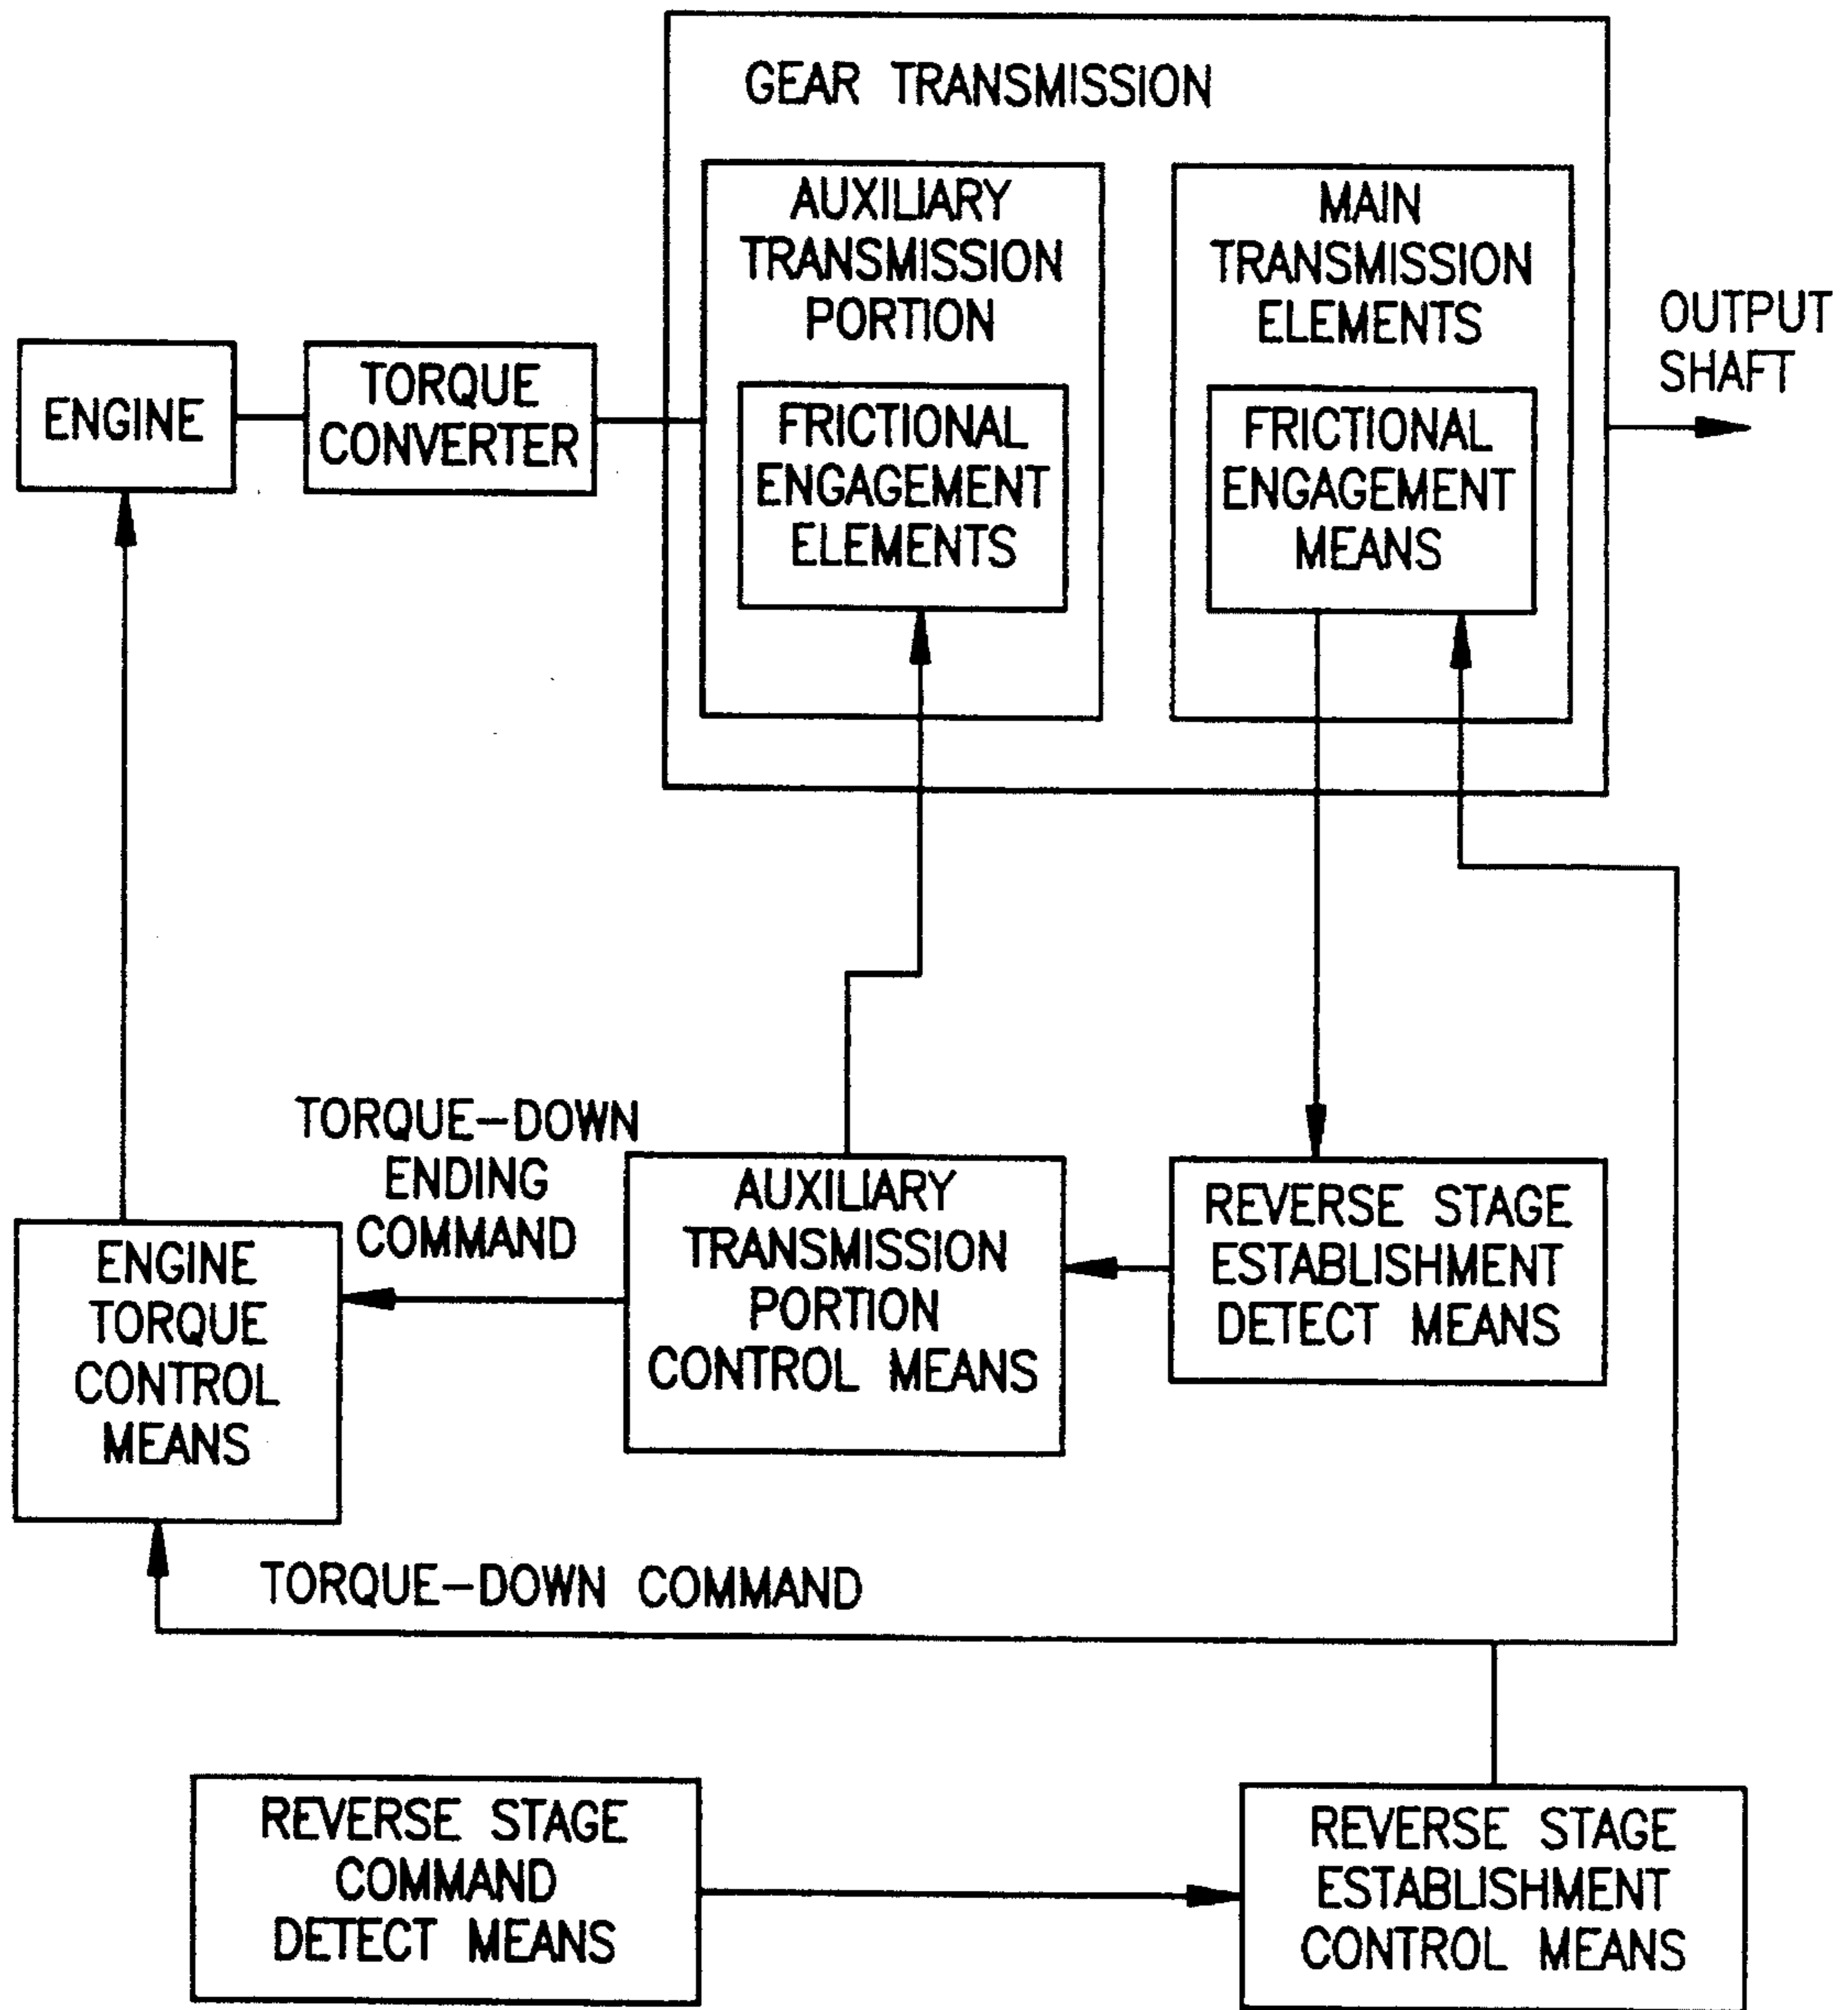 GEAR TRANSMISSION
AUXILIARY
TRANSMISSION
PORTION
MAIN
TRANSMISSION
ELEMENTS
OUTPUT
SHAFT
ENGINE
TORQUE
CONVERTER
FRICTIONAL
ENGAGEMENT
ELEMENTS
FRICTIONAL
ENGAGEMENT
MEANS
TORQUE-DOWN
ENDING
COMMAND
ENGINE
TORQUE
CONTROL
MEANS
AUXILIARY
TRANSMISSION
PORTION
CONTROL MEANS
REVERSE STAGE
ESTABLISHMENT
DETECT MEANS
TORQUE-DOWN COMMAND
REVERSE STAGE
COMMAND
DETECT MEANS
REVERSE STAGE
ESTABLISHMENT
CONTROL MEANS